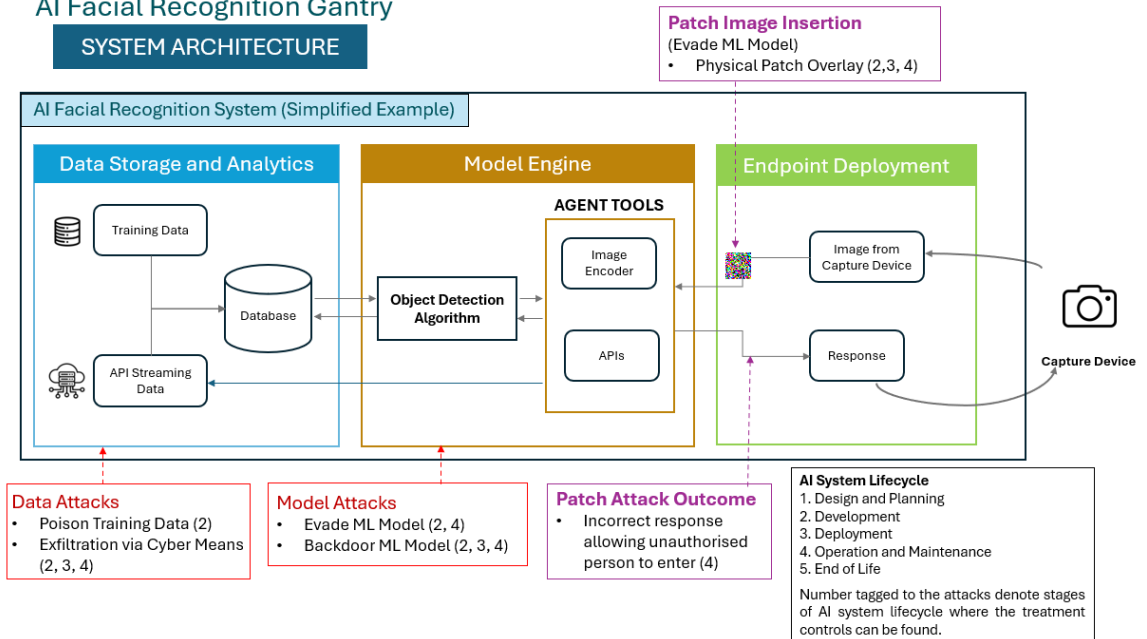 AI Facial Recognition Gantry
SYSTEM ARCHITECTURE
Patch Image Insertion
(Evade ML Model)
• Physical Patch Overlay (2,3, 4)
AI Facial Recognition System (Simplified Example)
Data Storage and Analytics
Training Data
Database
API Streaming
Data
Model Engine
Object Detection
Algorithm
AGENT TOOLS
Image
Encoder
APIs
Endpoint Deployment
Image from
Capture Device
Response
Capture Device
Data Attacks
• Poison Training Data (2)
• Exfiltration via Cyber Means
(2, 3, 4)
Model Attacks
• Evade ML Model (2, 4)
• Backdoor ML Model (2, 3, 4)
Patch Attack Outcome
• Incorrect response
allowing unauthorised
person to enter (4)
AI System Lifecycle
1. Design and Planning
2. Development
3. Deployment
4. Operation and Maintenance
5. End of Life
Number tagged to the attacks denote stages
of AI system lifecycle where the treatment
controls can be found.